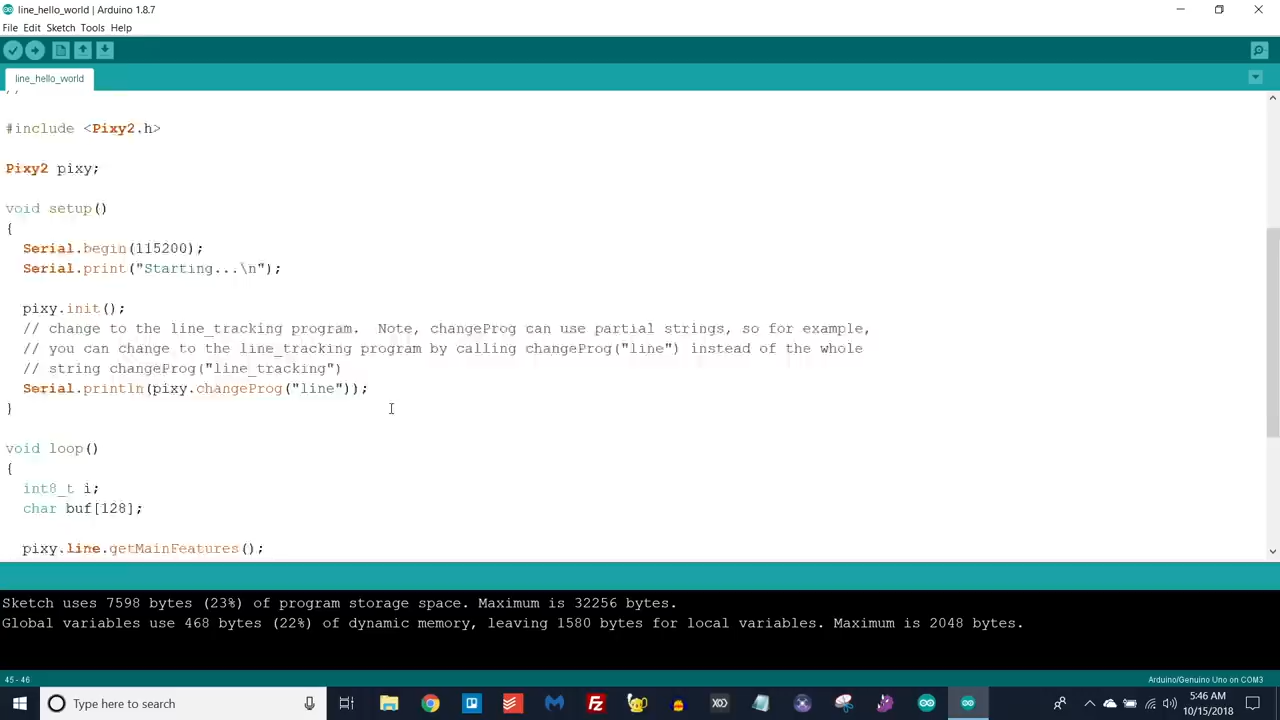 line_hello_world | Arduino 1.8.7
File Edit Sketch Tools Help
line_hello_world
#include <Pixy2.h>
Pixy2 pixy;
void setup()
{
Serial.begin(115200);
Serial.print("Starting...\n");
pixy.init();
// change to the line_tracking program.  Note, changeProg can use partial strings, so for example,
// you can change to the line_tracking program by calling changeProg("line") instead of the whole
// string changeProg("line_tracking")
Serial.println(pixy.changeProg("line"));
}
void loop()
{
int8_t i;
char buf[128];
pixy.line.getMainFeatures();
Sketch uses 7598 bytes (23%) of program storage space. Maximum is 32256 bytes.
Global variables use 468 bytes (22%) of dynamic memory, leaving 1580 bytes for local variables. Maximum is 2048 bytes.
45 - 46
Arduino/Genuino Uno on COM3
Type here to search
XD
5:46 AM
10/15/2018